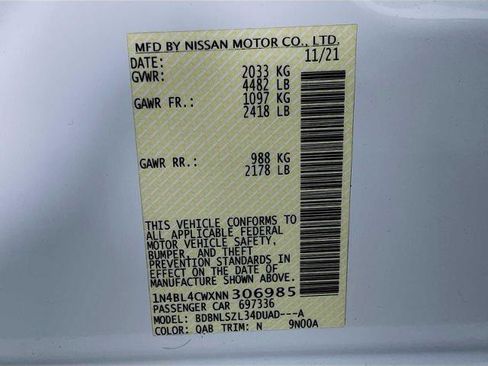 MFD BY NISSAN MOTOR CO., LTD.
DATE: 11/21
GVWR: 2033 KG
4482 LB
GAWR FR.: 1097 KG
2418 LB
GAWR RR.: 988 KG
2178 LB
THIS VEHICLE CONFORMS TO
ALL APPLICABLE FEDERAL
MOTOR VEHICLE SAFETY,
BUMPER, AND THEFT
PREVENTION STANDARDS IN
EFFECT ON THE DATE OF
MANUFACTURE SHOWN ABOVE.
1N4BL4CWXNN306985
PASSENGER CAR 697336
MODEL: BDBNLSZL34DUAD---A
COLOR: QAB TRIM: N 9N00A